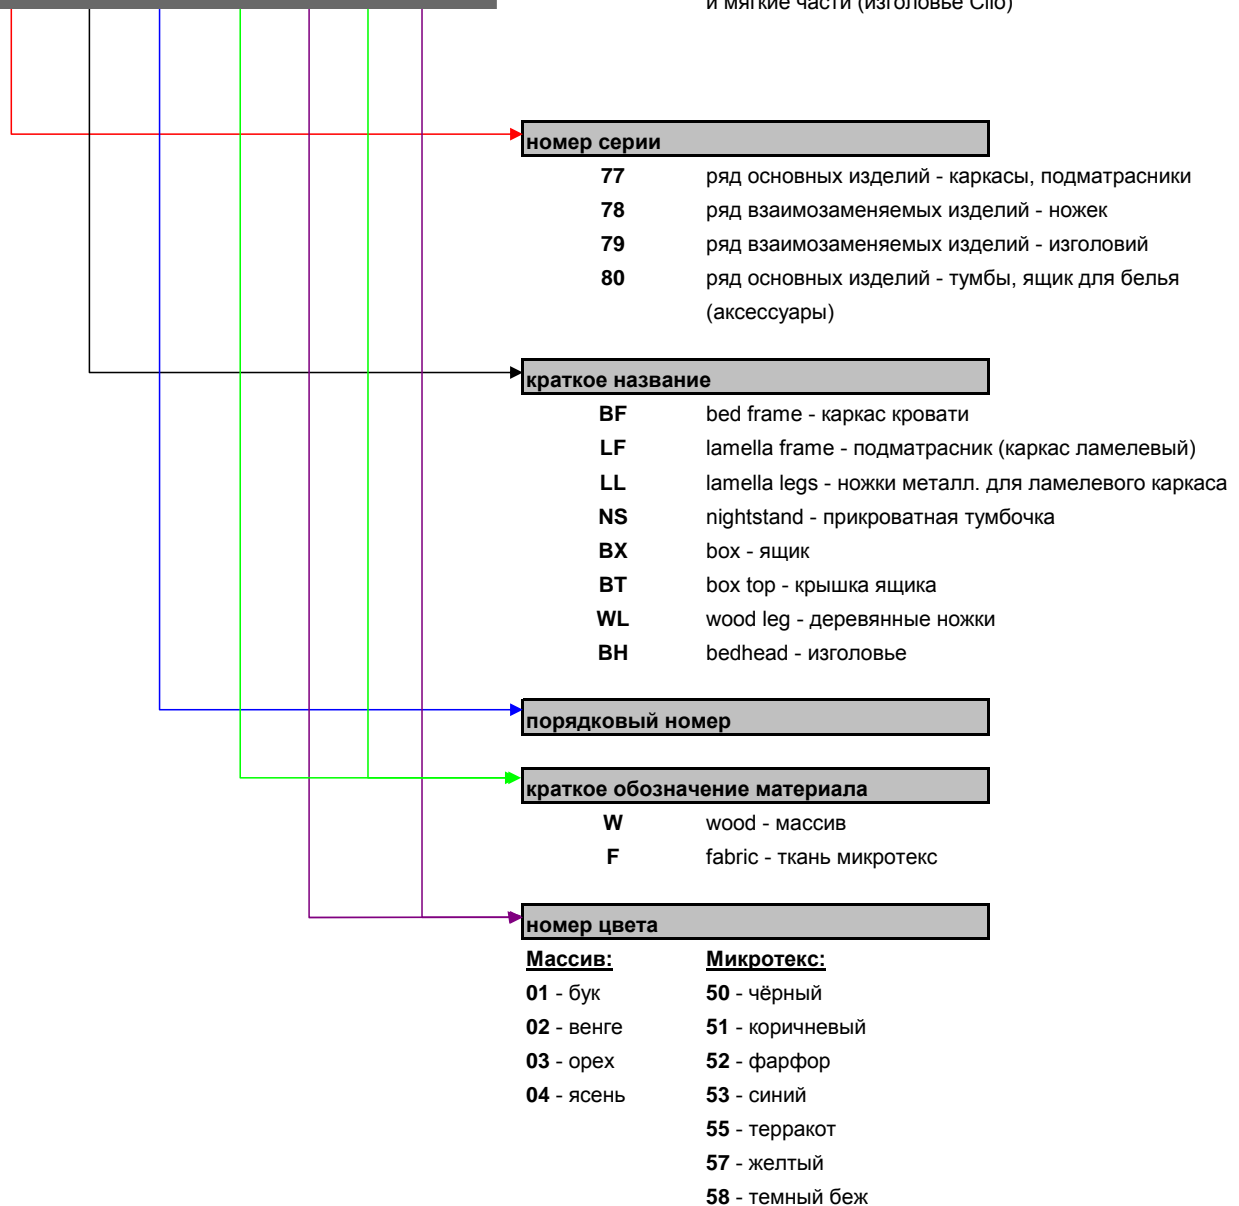 и мягкие части (изголовье Clio)
номер серии
77 ряд основных изделий - каркасы, подматрасники
78 ряд взаимозаменяемых изделий - ножек
79 ряд взаимозаменяемых изделий - изголовий
80 ряд основных изделий - тумбы, ящик для белья
(аксессуары)
краткое название
BF bed frame - каркас кровати
LF lamella frame - подматрасник (каркас ламелевый)
LL lamella legs - ножки металл. для ламелевого каркаса
NS nightstand - прикроватная тумбочка
BX box - ящик
BT box top - крышка ящика
WL wood leg - деревянные ножки
BH bedhead - изголовье
порядковый номер
краткое обозначение материала
W wood - массив
F fabric - ткань микротекс
номер цвета
Массив: Микротекс:
01 - бук 50 - чёрный
02 - венге 51 - коричневый
03 - орех 52 - фарфор
04 - ясень 53 - синий
55 - терракот
57 - желтый
58 - темный беж